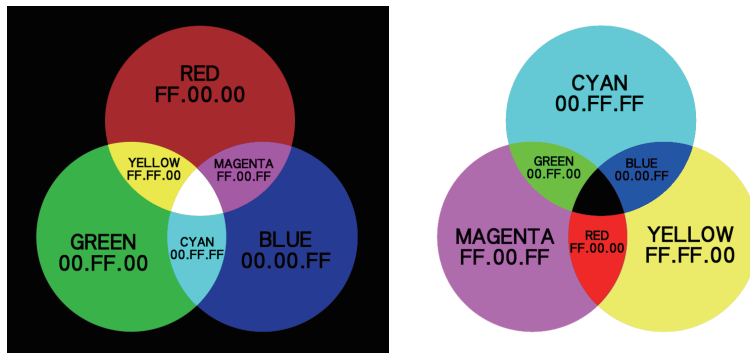 RED
FF.00.00
YELLOW
FF.FF.00
MAGENTA
FF.00.FF
GREEN
00.FF.00
CYAN
00.FF.FF
BLUE
00.00.FF
CYAN
00.FF.FF
GREEN
00.FF.00
BLUE
00.00.FF
MAGENTA
FF.00.FF
RED
FF.00.00
YELLOW
FF.FF.00